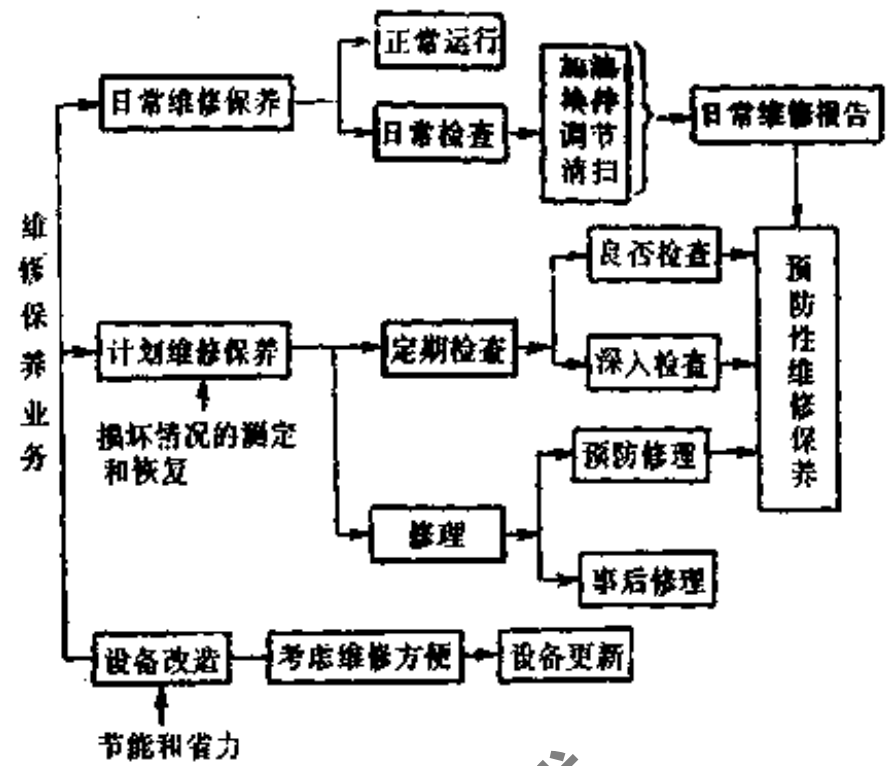 正常运行
日常维修保养
日常检查
加油
换件
调节
清扫
日常维修报告
维修保养业务
良否检查
预防性维修保养
计划维修保养
定期检查
深入检查
损坏情况的测定
和恢复
预防修理
修理
事后修理
设备改造
考虑维修方便
设备更新
节能和省力